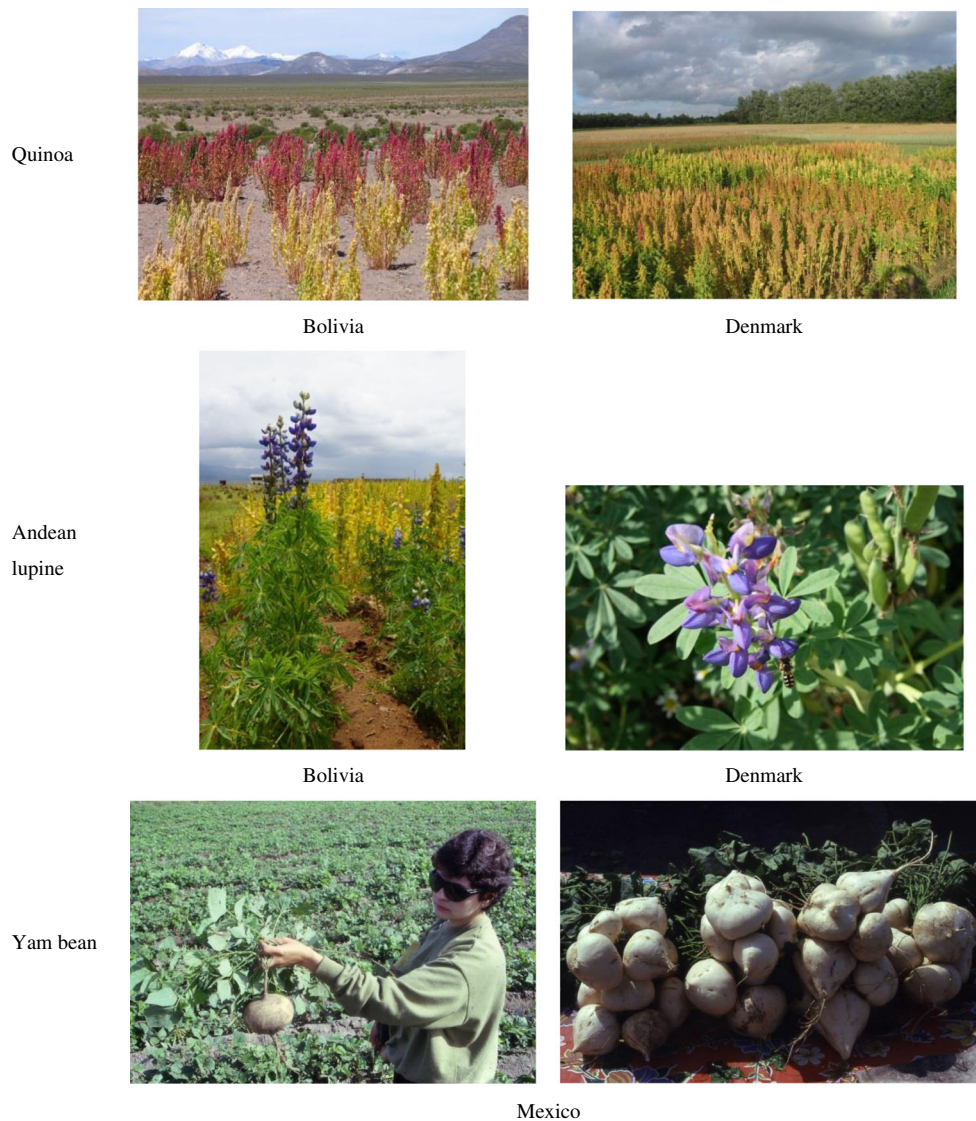 Quinoa
Bolivia
Denmark
Andean
lupine
Bolivia
Denmark
Yam bean
Mexico